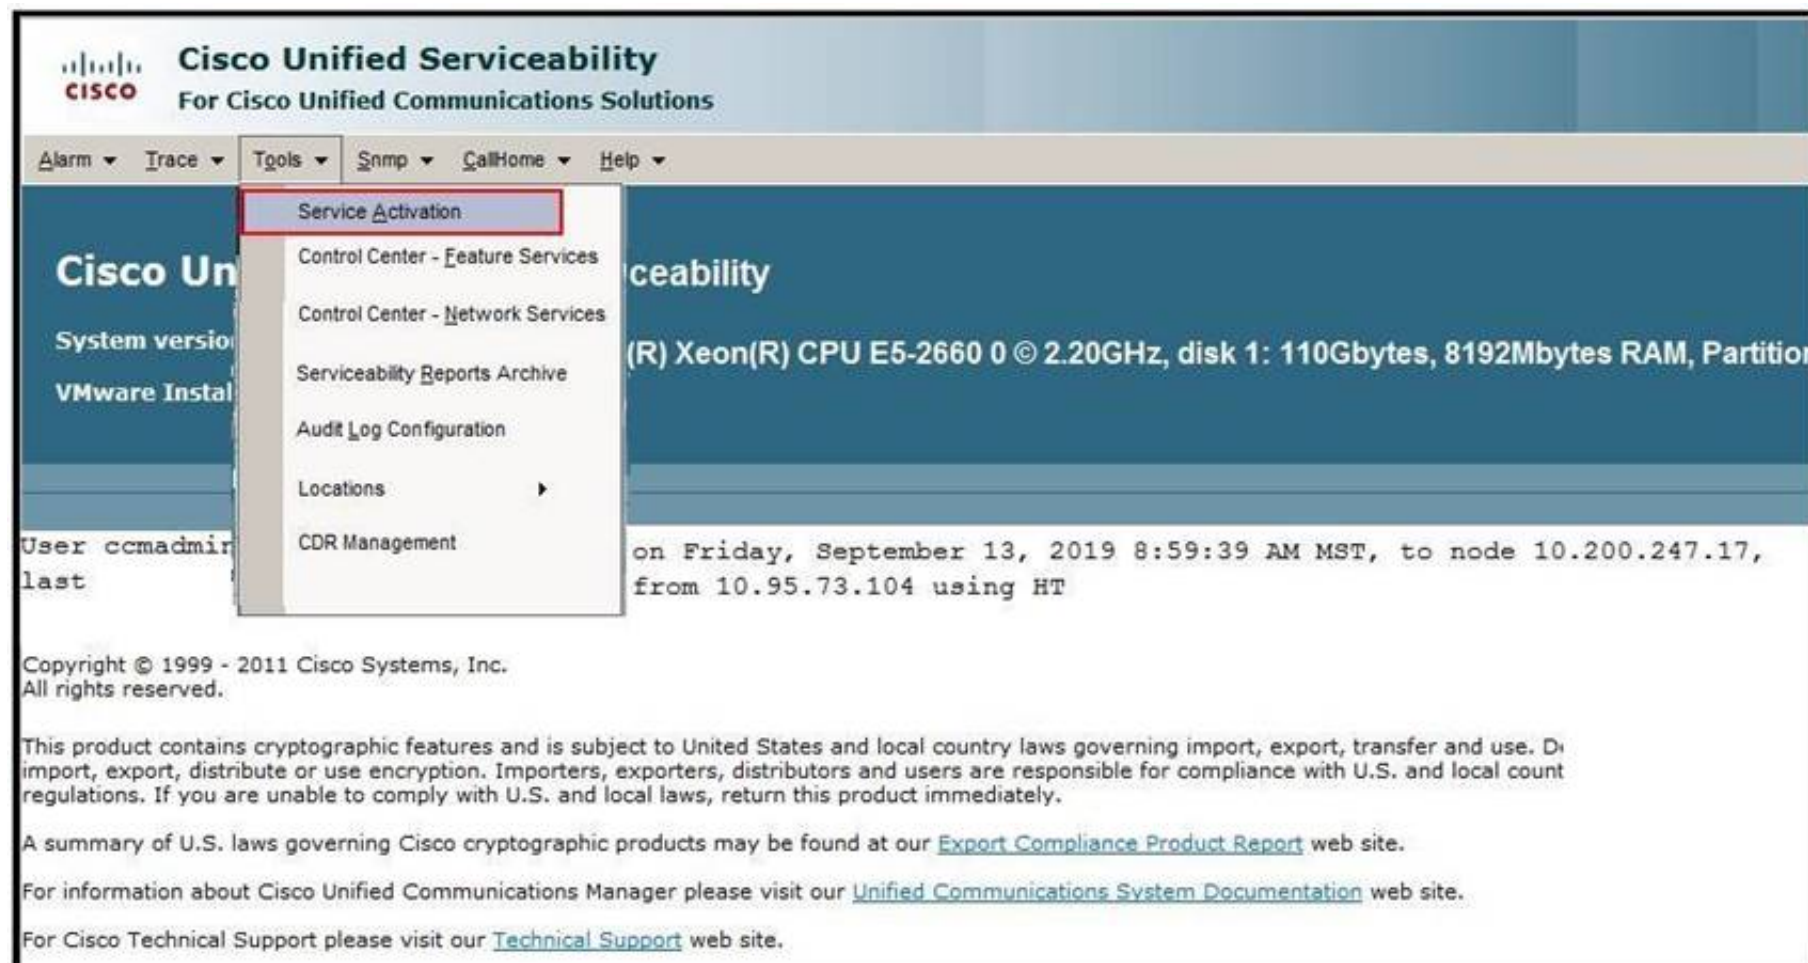 Cisco Unified Serviceability
CISCO
For Cisco Unified Communications Solutions
Alarm Trace Tools Snmp CallHome Help
Service Activation
Control Center - Feature Services
Control Center - Network Services
Serviceability Reports Archive
Audit Log Configuration
Locations
CDR Management
Cisco Un ceability
System versio (R) Xeon(R) CPU E5-2660 0 © 2.20GHz, disk 1: 110Gbytes, 8192Mbytes RAM, Partition
VMware Instal
User ccmadmin on Friday, September 13, 2019 8:59:39 AM MST, to node 10.200.247.17,
last from 10.95.73.104 using HT
Copyright © 1999 - 2011 Cisco Systems, Inc.
All rights reserved.
This product contains cryptographic features and is subject to United States and local country laws governing import, export, transfer and use. D
import, export, distribute or use encryption. Importers, exporters, distributors and users are responsible for compliance with U.S. and local count
regulations. If you are unable to comply with U.S. and local laws, return this product immediately.
A summary of U.S. laws governing Cisco cryptographic products may be found at our Export Compliance Product Report web site.
For information about Cisco Unified Communications Manager please visit our Unified Communications System Documentation web site.
For Cisco Technical Support please visit our Technical Support web site.